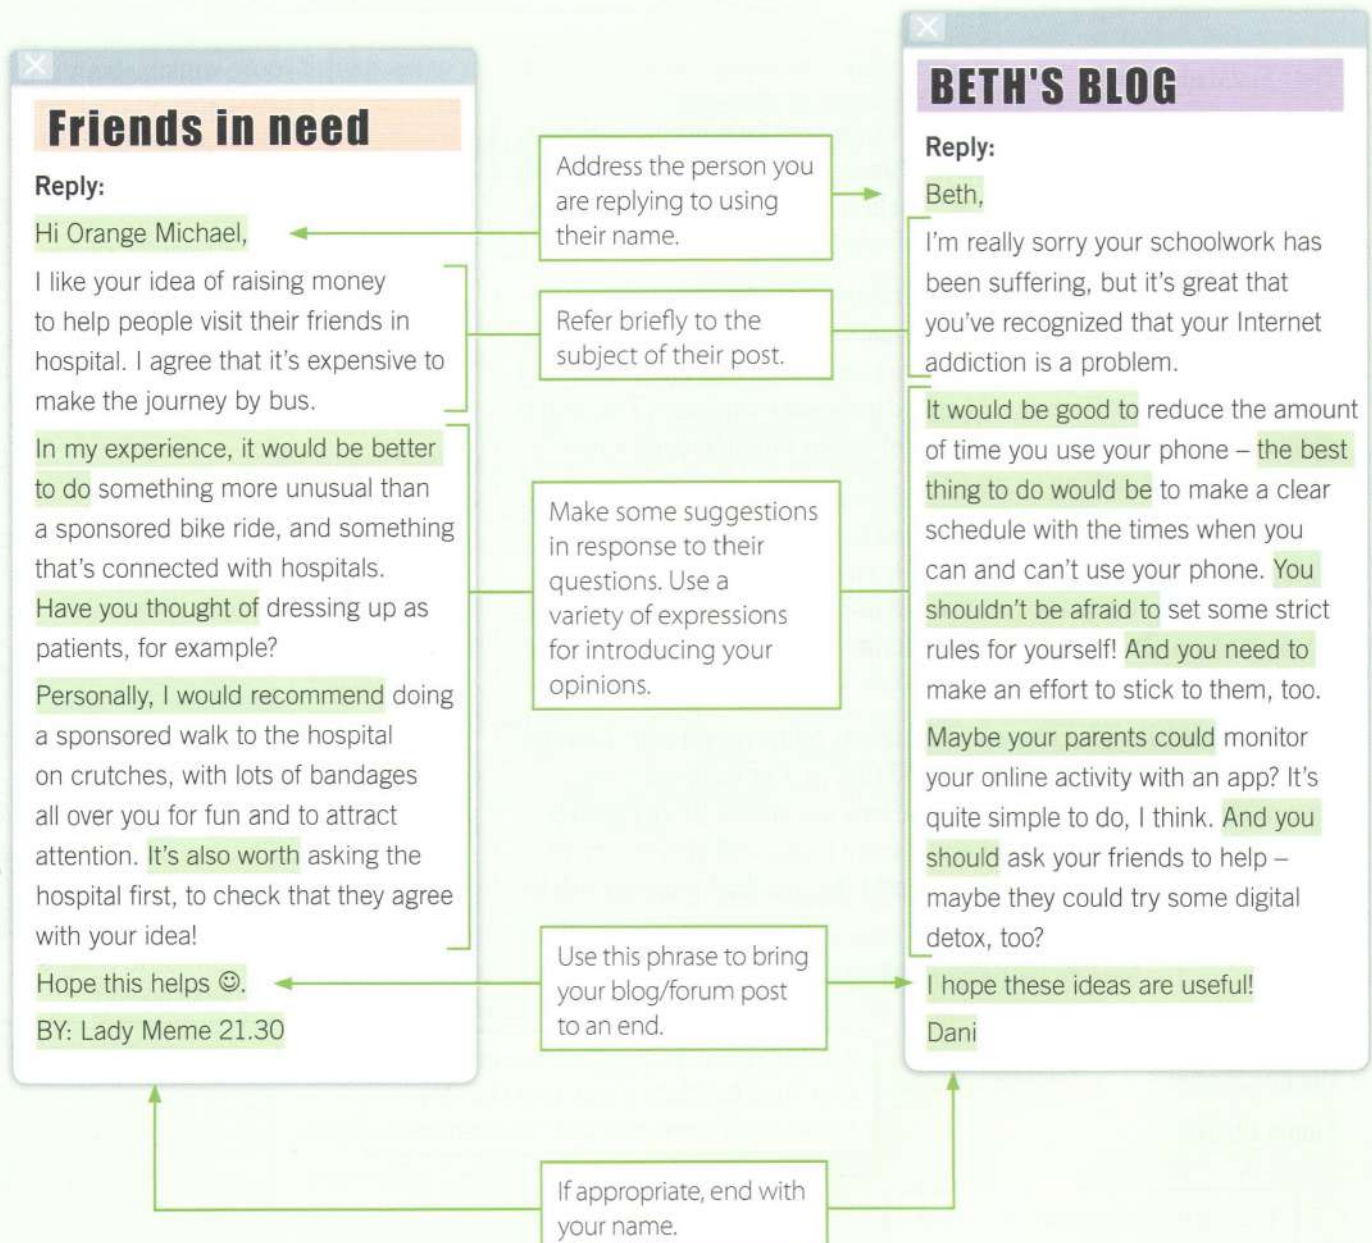 Friends in need
Reply:
Hi Orange Michael,
I like your idea of raising money
to help people visit their friends in
hospital. I agree that it's expensive to
make the journey by bus.
In my experience, it would be better
to do something more unusual than
a sponsored bike ride, and something
that's connected with hospitals.
Have you thought of dressing up as
patients, for example?
Personally, I would recommend doing
a sponsored walk to the hospital
on crutches, with lots of bandages
all over you for fun and to attract
attention. It's also worth asking the
hospital first, to check that they agree
with your idea!
Hope this helps ☺.
BY: Lady Meme 21.30
Address the person you
are replying to using
their name.
Refer briefly to the
subject of their post.
Make some suggestions
in response to their
questions. Use a
variety of expressions
for introducing your
opinions.
Use this phrase to bring
your blog/forum post
to an end.
If appropriate, end with
your name.
BETH'S BLOG
Reply:
Beth,
I'm really sorry your schoolwork has
been suffering, but it's great that
you've recognized that your Internet
addiction is a problem.
It would be good to reduce the amount
of time you use your phone – the best
thing to do would be to make a clear
schedule with the times when you
can and can't use your phone. You
shouldn't be afraid to set some strict
rules for yourself! And you need to
make an effort to stick to them, too.
Maybe your parents could monitor
your online activity with an app? It's
quite simple to do, I think. And you
should ask your friends to help –
maybe they could try some digital
detox, too?
I hope these ideas are useful!
Dani